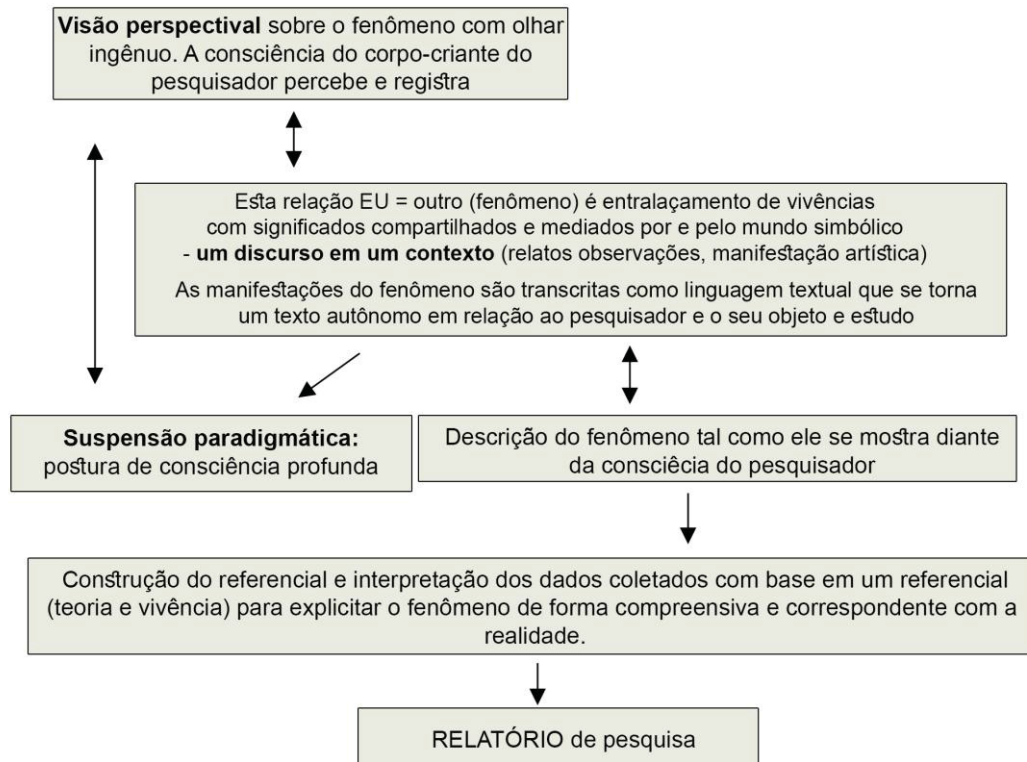 Visão perspectival sobre o fenômeno com olhar
ingênuo. A consciência do corpo-criante do
pesquisador percebe e registra
Esta relação EU = outro (fenômeno) é entralaçamento de vivências
com significados compartilhados e mediados por e pelo mundo simbólico
- um discurso em um contexto (relatos observações, manifestação artística)
As manifestações do fenômeno são transcritas como linguagem textual que se torna
um texto autônomo em relação ao pesquisador e o seu objeto e estudo
Suspensão paradigmática:
postura de consciência profunda
Descrição do fenômeno tal como ele se mostra diante
da consciêcia do pesquisador
Construção do referencial e interpretação dos dados coletados com base em um referencial
(teoria e vivência) para explicitar o fenômeno de forma compreensiva e correspondente com a
realidade.
RELATÓRIO de pesquisa